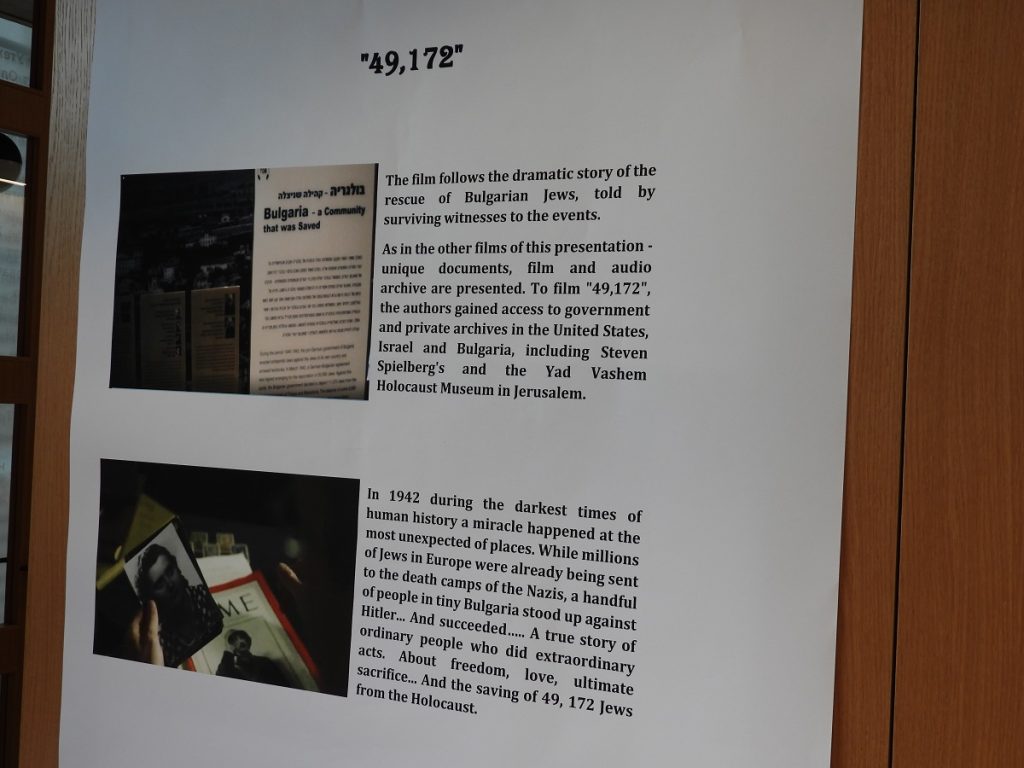 "49,172"
בולגריה - קהילה שניצלה
Bulgaria - a Community
that was Saved
The film follows the dramatic story of the
rescue of Bulgarian Jews, told by
surviving witnesses to the events.
As in the other films of this presentation -
unique documents, film and audio
archive are presented. To film "49,172",
the authors gained access to government
and private archives in the United States,
Israel and Bulgaria, including Steven
Spielberg's and the Yad Vashem
Holocaust Museum in Jerusalem.
ME
In 1942 during the darkest times of
human history a miracle happened at the
most unexpected of places. While millions
of Jews in Europe were already being sent
to the death camps of the Nazis, a handful
of people in tiny Bulgaria stood up against
Hitler... And succeeded..... A true story of
ordinary people who did extraordinary
acts. About freedom, love, ultimate
sacrifice... And the saving of 49, 172 Jews
from the Holocaust.